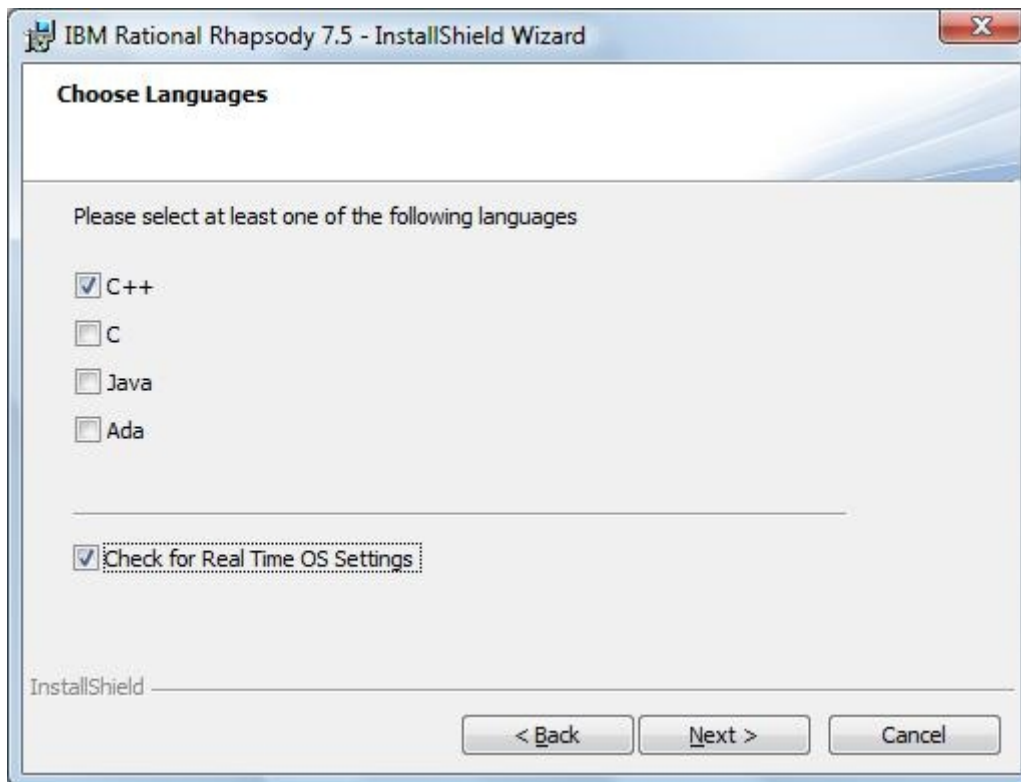 IBM Rational Rhapsody 7.5 - InstallShield Wizard
Choose Languages
Please select at least one of the following languages
C++
C
Java
Ada
Check for Real Time OS Settings
InstallShield
< Back Next > Cancel